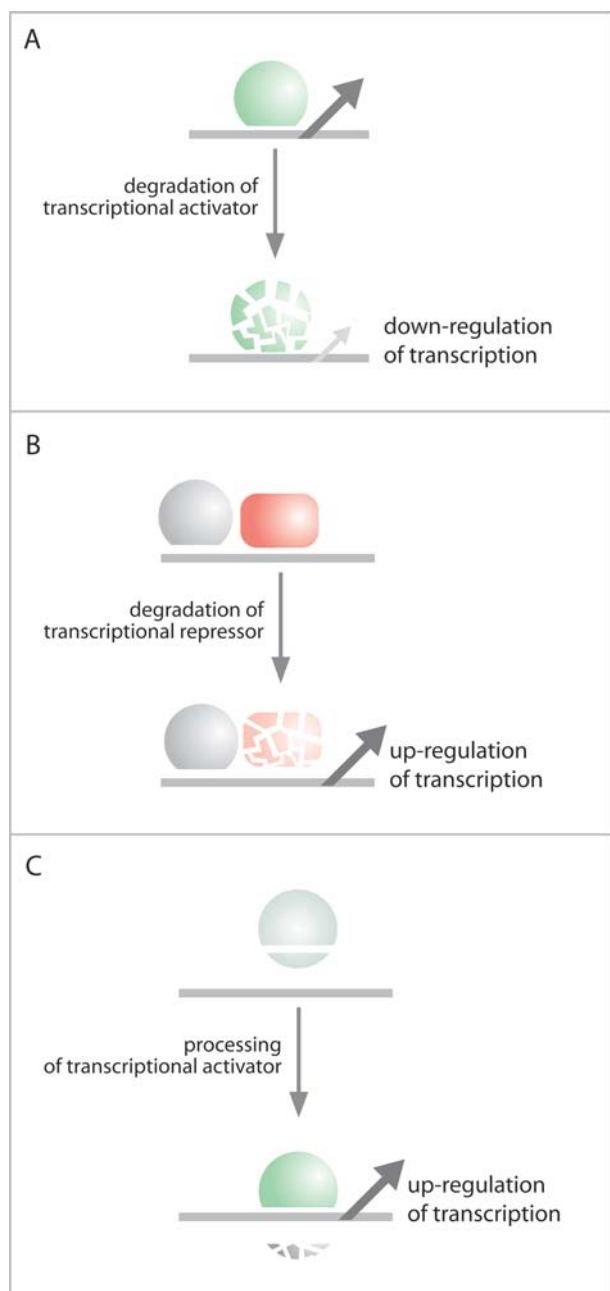 A
degradation of
transcriptional activator
down-regulation
of transcription
B
degradation of
transcriptional repressor
up-regulation
of transcription
C
processing
of transcriptional activator
up-regulation
of transcription